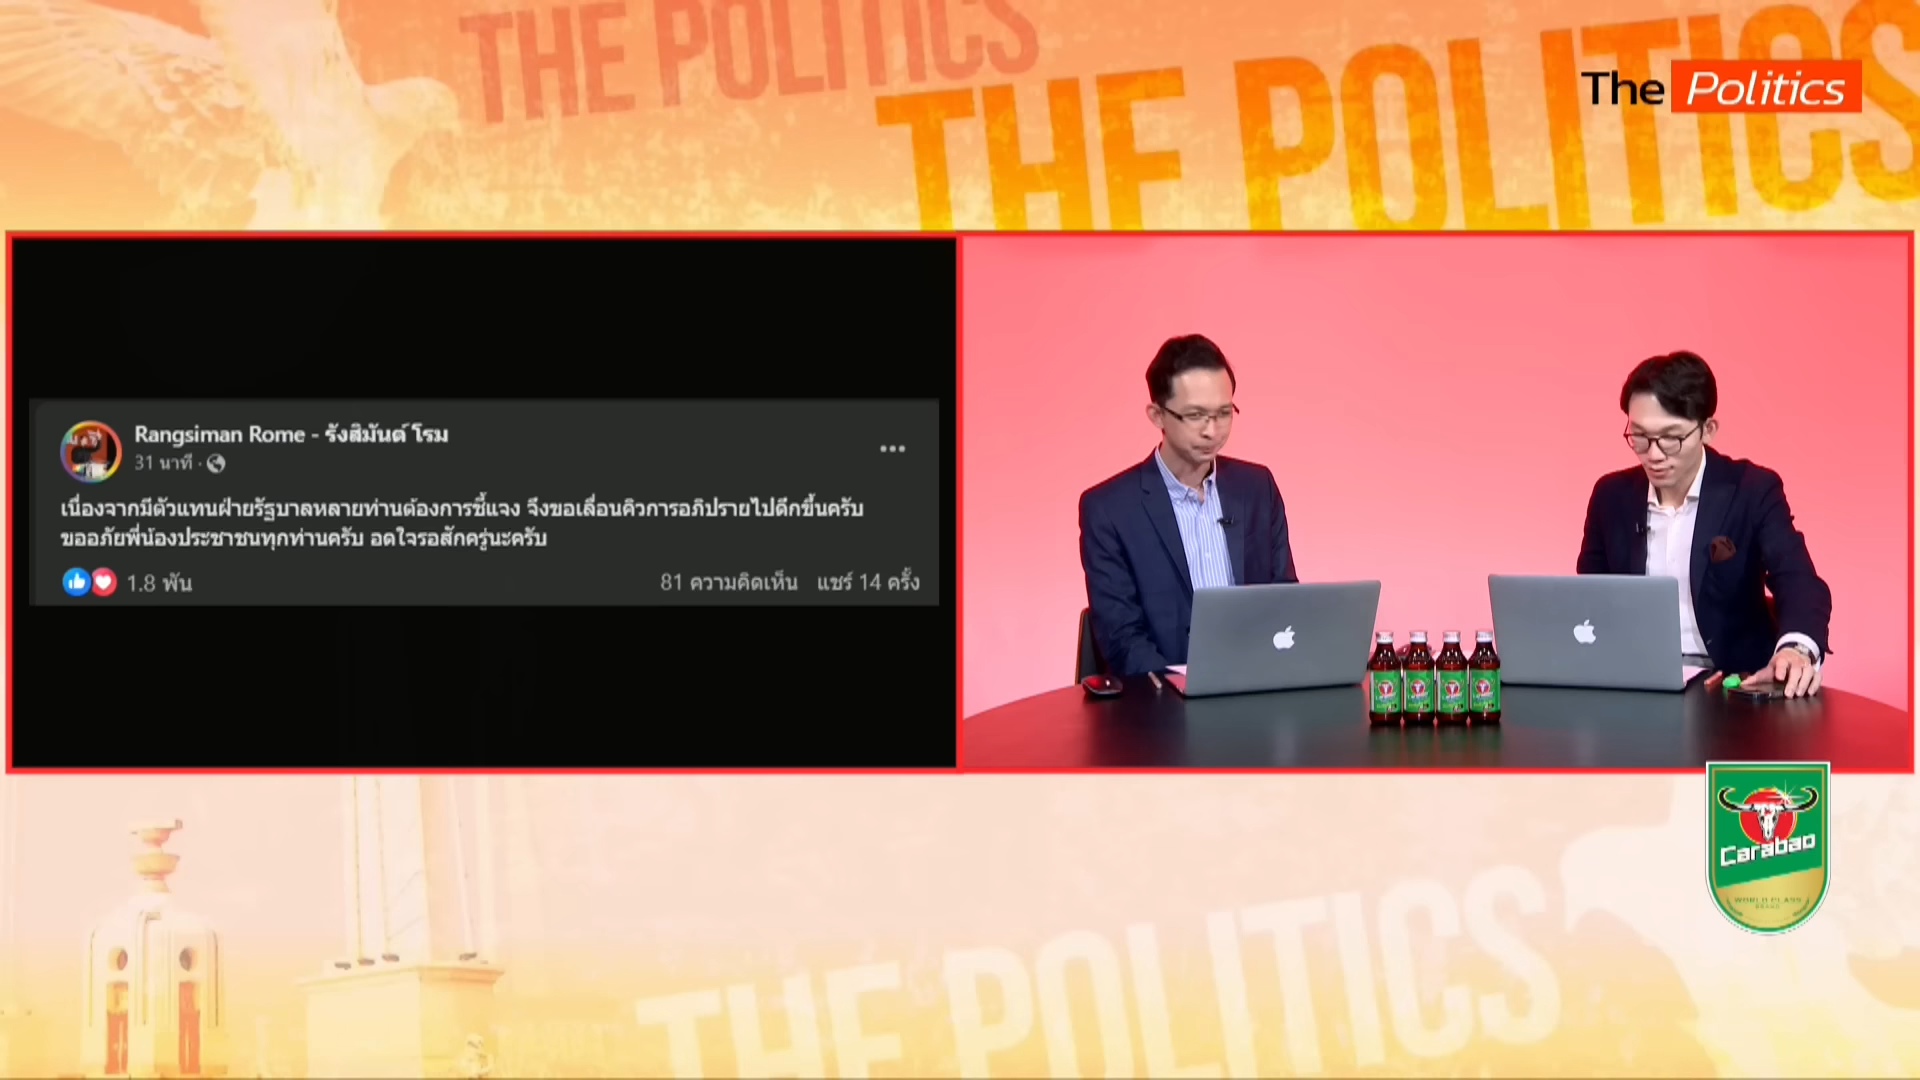 THE POLITICS
THE POLITICS
The Politics
Rangsiman Rome - รังสิมันต์ โรม
31 นาที ·
เนื่องจากมีตัวแทนฝ่ายรัฐบาลหลายท่านต้องการชี้แจง จึงขอเลื่อนคิวการอภิปรายไปดึกขึ้นครับ
ขออภัยพี่น้องประชาชนทุกท่านครับ อดใจรอสักครู่นะครับ
1.8 พัน
81 ความคิดเห็น แชร์ 14 ครั้ง
Carabao
WORLD CLASS
BRAND
THE POLITICS